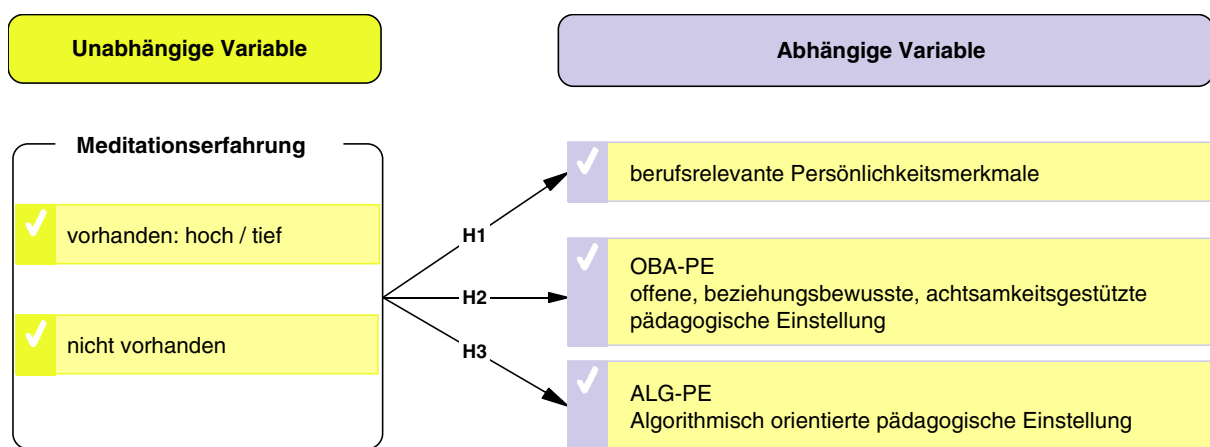 Unabhängige Variable
Abhängige Variable
Meditationserfahrung
vorhanden: hoch / tief
nicht vorhanden
H1
H2
H3
berufsrelevante Persönlichkeitsmerkmale
OBA-PE
offene, beziehungsbewusste, achtsamkeitsgestützte
pädagogische Einstellung
ALG-PE
Algorithmisch orientierte pädagogische Einstellung